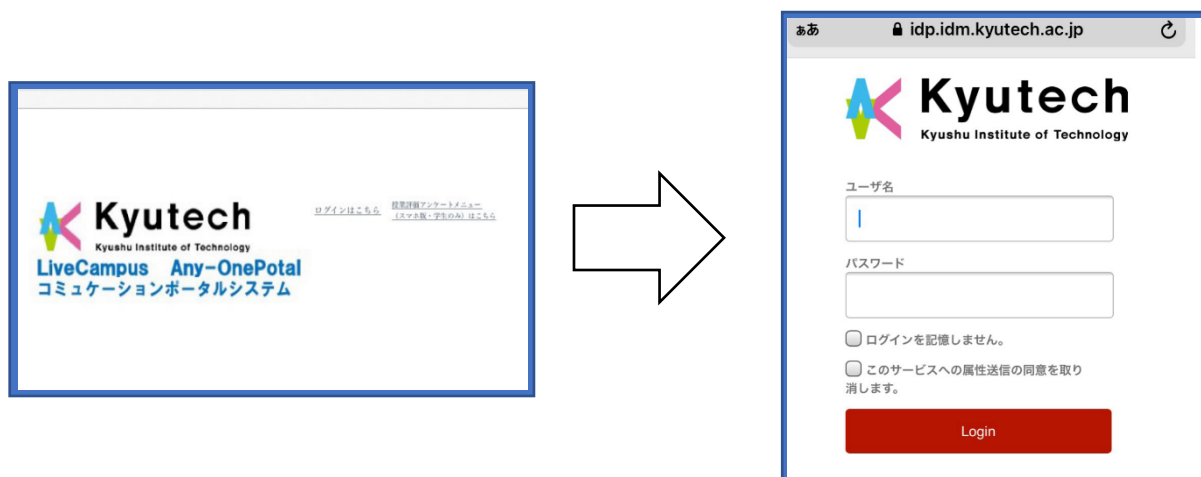 Kyutech
Kyushu Institute of Technology
LiveCampus Any-OnePotal
コミュケーションポータルシステム
ログインはこちら
授業評価アンケートメニュー
(スマホ版・学生のみ)はこちら
ぁあ idp.idm.kyutech.ac.jp
Kyutech
Kyushu Institute of Technology
ユーザ名
パスワード
ログインを記憶しません。
このサービスへの属性送信の同意を取り
消します。
Login